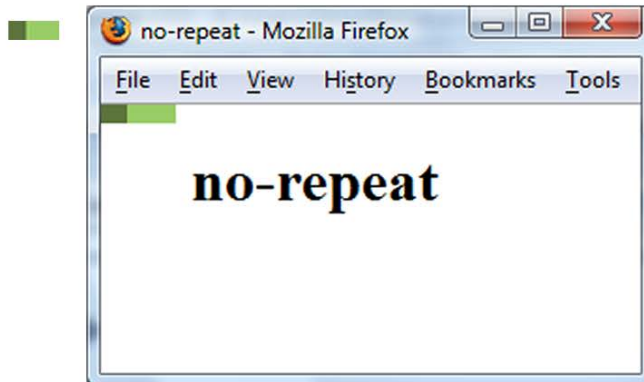 no-repeat - Mozilla Firefox
File Edit View History Bookmarks Tools
no-repeat